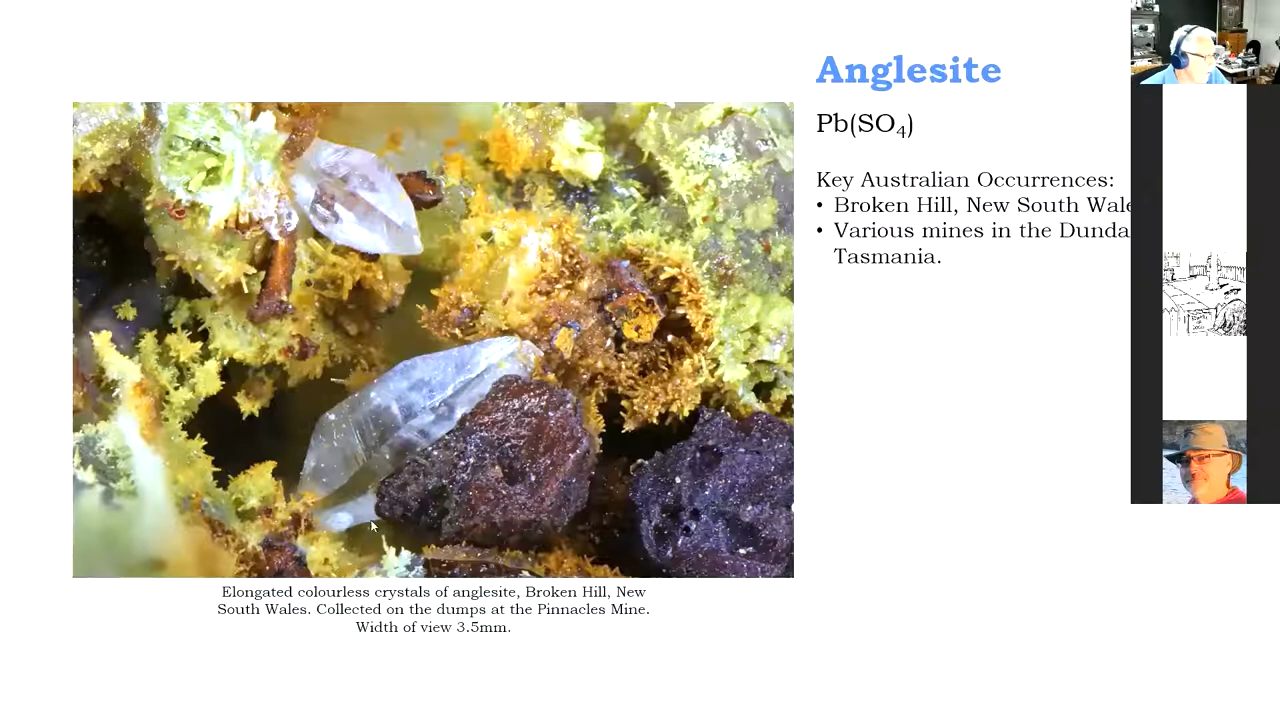 Anglesite
Pb(SO₄)
Key Australian Occurrences:
• Broken Hill, New South Wale
• Various mines in the Dunda
Tasmania.
Elongated colourless crystals of anglesite, Broken Hill, New
South Wales. Collected on the dumps at the Pinnacles Mine.
Width of view 3.5mm.